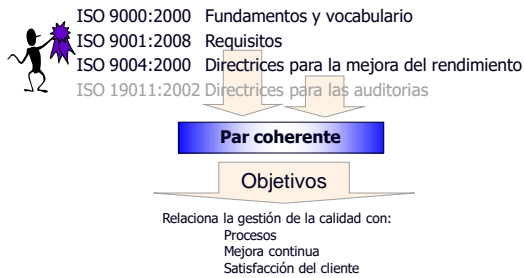 ISO 9000:2000 Fundamentos y vocabulario
ISO 9001:2008 Requisitos
ISO 9004:2000 Directrices para la mejora del rendimiento
ISO 19011:2002 Directrices para las auditorias
Par coherente
Objetivos
Relaciona la gestión de la calidad con:
Procesos
Mejora continua
Satisfacción del cliente